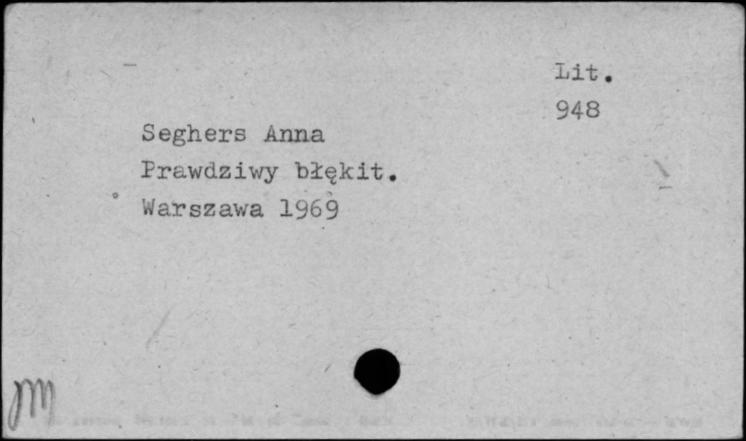 Lit.
948
Seghers Anna
Prawdziwy błękit.
Warszawa 1969